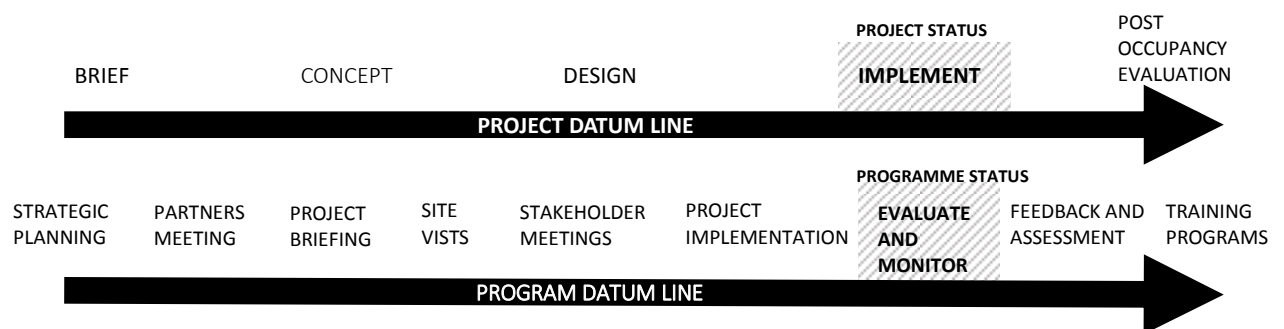 PROJECT STATUS
POST
OCCUPANCY
EVALUATION
BRIEF
CONCEPT
DESIGN
IMPLEMENT
PROJECT DATUM LINE
PROGRAMME STATUS
STRATEGIC
PLANNING
PARTNERS
MEETING
PROJECT
BRIEFING
SITE
VISTS
STAKEHOLDER
MEETINGS
PROJECT
IMPLEMENTATION
EVALUATE
AND
MONITOR
FEEDBACK AND
ASSESSMENT
TRAINING
PROGRAMS
PROGRAM DATUM LINE